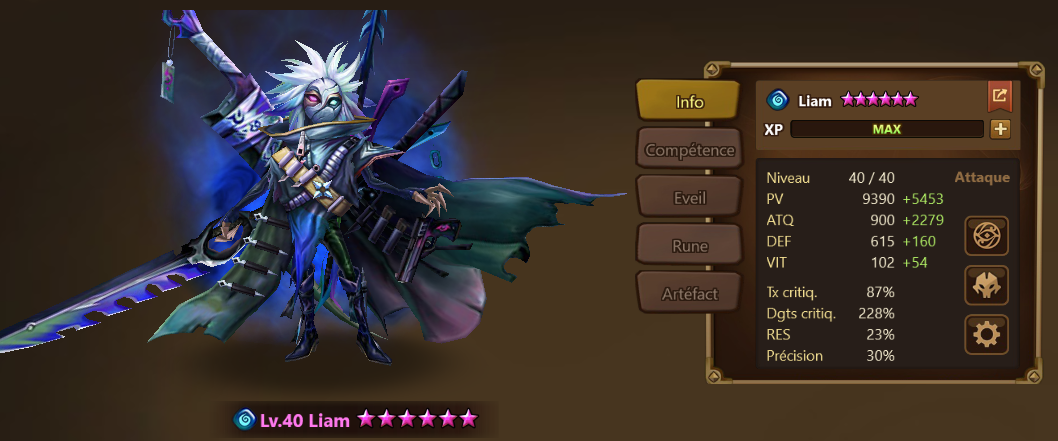 Info
Compétence
Eveil
Rune
Artéfact
Liam
XP MAX
Niveau 40 / 40 Attaque
PV 9390 +5453
ATQ 900 +2279
DEF 615 +160
VIT 102 +54
Tx critiq. 87%
Dgts critiq. 228%
RES 23%
Précision 30%
Lv.40 Liam